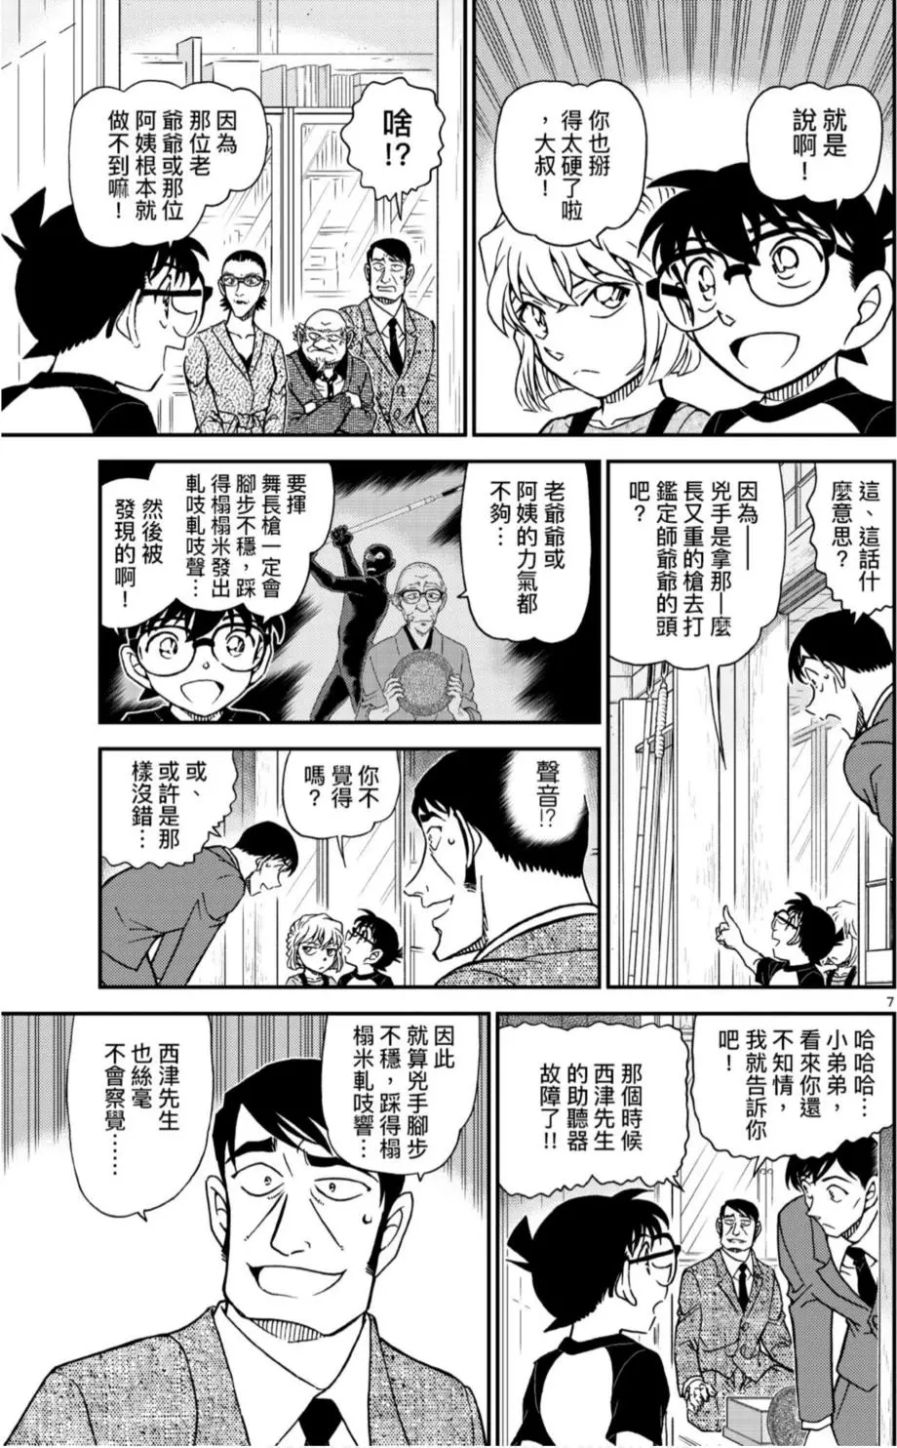 就是
說啊！
你也掰
得太硬了啦
，大叔！
啥!?
因為
那位老
爺爺或那位
阿姨根本就
做不到嘛！
這、這話什
麼意思？
因為——
兇手是拿那—麼
長又重的槍去打
鑑定師爺爺的頭
吧？
老爺爺或
阿姨的力氣都
不夠…
要揮
舞長槍一定會
腳步不穩，踩
得榻榻米發出
軋吱軋吱聲…
然後被
發現的啊！
聲音!?
你不
覺得
嗎？
或、
或許是那
樣沒錯…
7
哈哈哈…
小弟弟，
看來你還
不知情，
我就告訴你
吧！
那個時候
西津先生
的助聽器
故障了!!
因此
就算兇手腳步
不穩，踩得榻
榻米軋吱響…
西津先生
也絲毫
不會察覺……